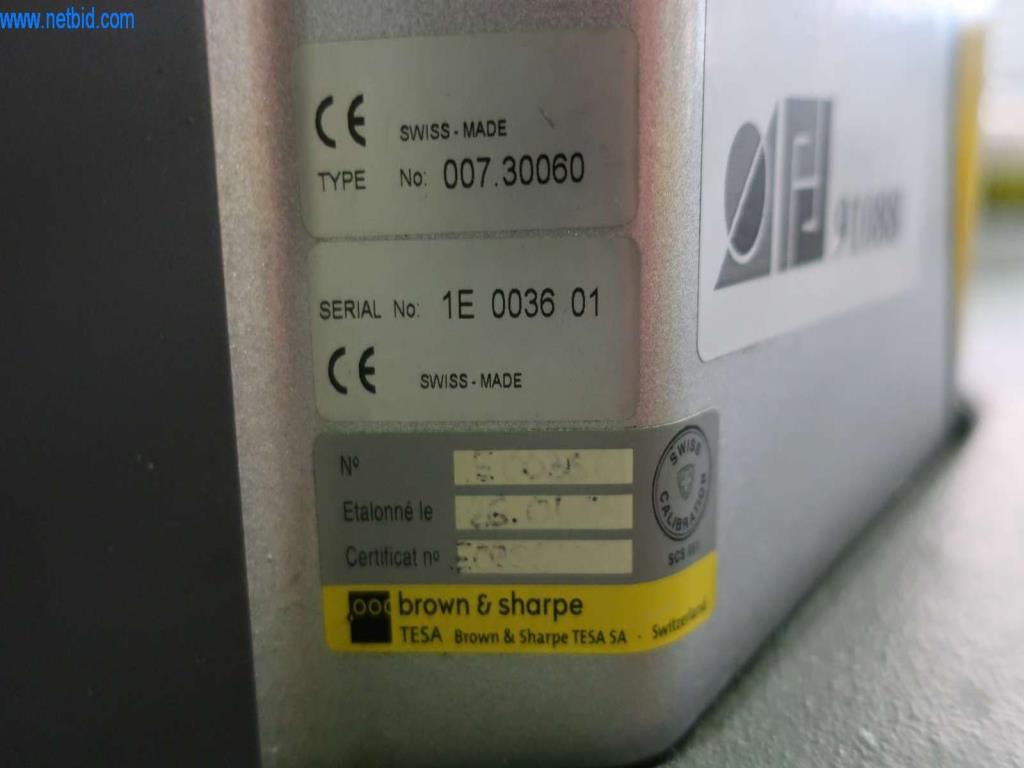 www.netbid.com
CE SWISS - MADE
TYPE No: 007.30060
SERIAL No: 1E 0036 01
CE SWISS - MADE
N°
Etalonné le
Certificat n°
SWISS CALIBRATION
brown & sharpe
TESA Brown & Sharpe TESA SA - Switzerland